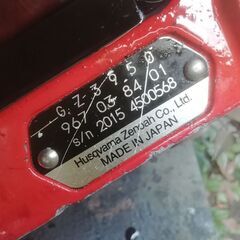 G.Z.3950
967 03 84 01
s/n 2015 4500568
Husqvarna Zenoah Co., Ltd.
MADE IN JAPAN